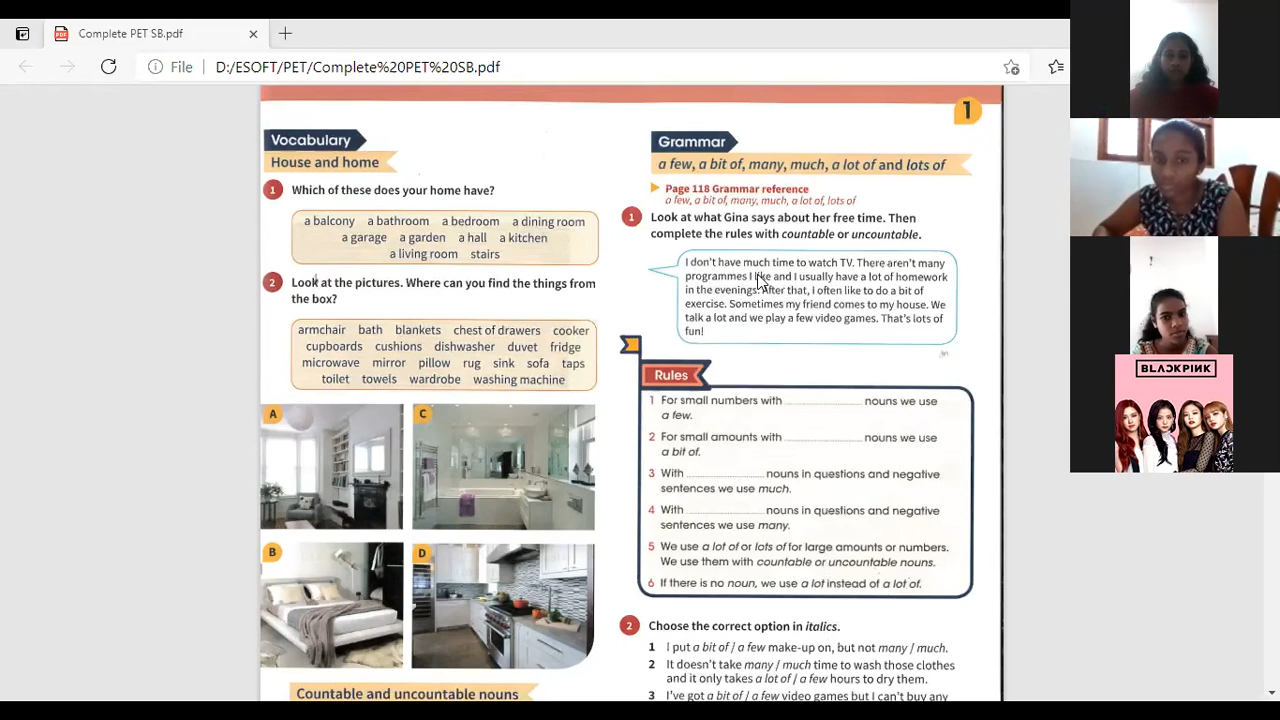 Complete PET SB.pdf
File D:/ESOFT/PET/Complete%20PET%20SB.pdf
1
Vocabulary
House and home
1 Which of these does your home have?
a balcony a bathroom a bedroom a dining room
a garage a garden a hall a kitchen
a living room stairs
2 Look at the pictures. Where can you find the things from
the box?
armchair bath blankets chest of drawers cooker
cupboards cushions dishwasher duvet fridge
microwave mirror pillow rug sink sofa taps
toilet towels wardrobe washing machine
A
C
B
D
Countable and uncountable nouns
Grammar
a few, a bit of, many, much, a lot of and lots of
Page 118 Grammar reference
a few, a bit of, many, much, a lot of, lots of
1 Look at what Gina says about her free time. Then
complete the rules with countable or uncountable.
I don't have much time to watch TV. There aren't many
programmes I like and I usually have a lot of homework
in the evenings. After that, I often like to do a bit of
exercise. Sometimes my friend comes to my house. We
talk a lot and we play a few video games. That's lots of
fun!
Rules
1 For small numbers with .................... nouns we use
a few.
2 For small amounts with .................... nouns we use
a bit of.
3 With .................... nouns in questions and negative
sentences we use much.
4 With .................... nouns in questions and negative
sentences we use many.
5 We use a lot of or lots of for large amounts or numbers.
We use them with countable or uncountable nouns.
6 If there is no noun, we use a lot instead of a lot of.
2 Choose the correct option in italics.
1 I put a bit of / a few make-up on, but not many / much.
2 It doesn't take many / much time to wash those clothes
and it only takes a lot of / a few hours to dry them.
3 I've got a bit of / a few video games but I can't buy any
BLACKPINK